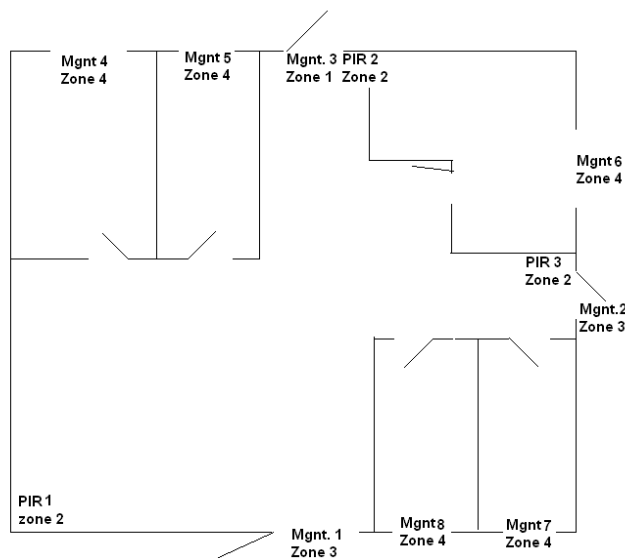 Mgnt 4
Zone 4
Mgnt 5
Zone 4
Mgnt. 3
Zone 1
PIR 2
Zone 2
Mgnt 6
Zone 4
PIR 3
Zone 2
Mgnt.2
Zone 3
PIR 1
zone 2
Mgnt. 1
Zone 3
Mgnt8
Zone 4
Mgnt7
Zone 4